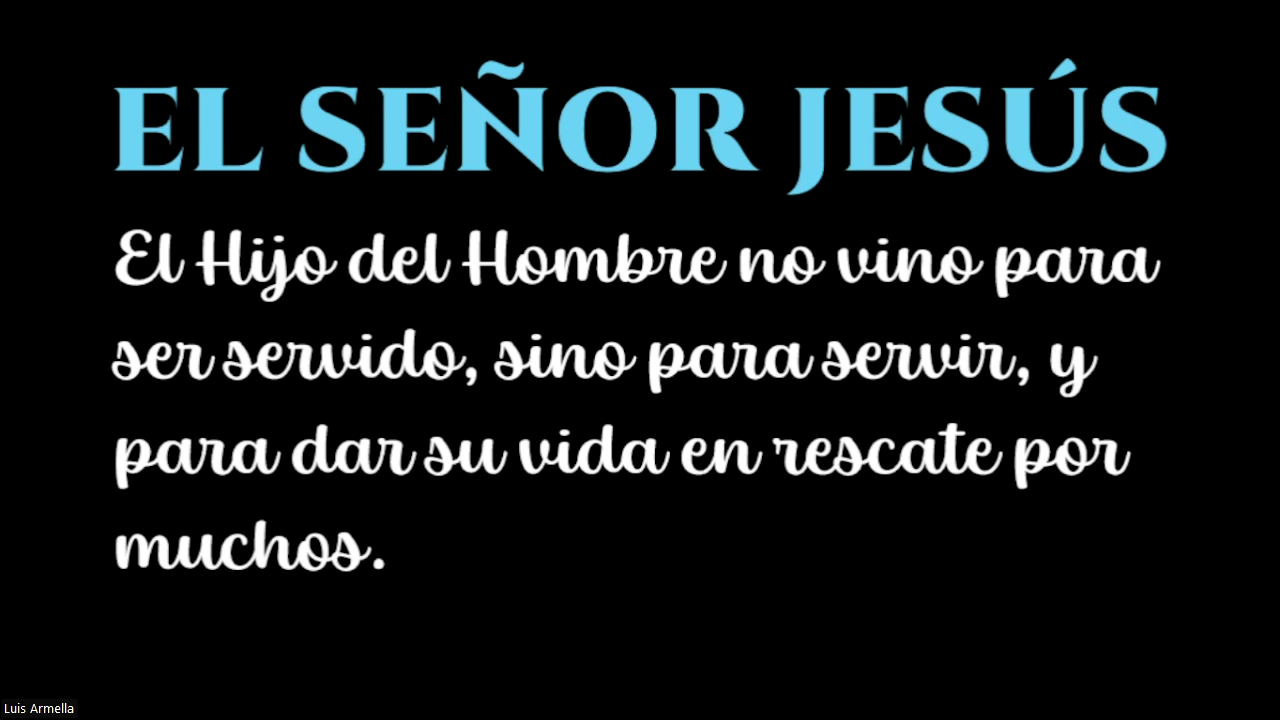 EL SEÑOR JESÚS
El Hijo del Hombre no vino para
ser servido, sino para servir, y
para dar su vida en rescate por
muchos.
Luis Armella